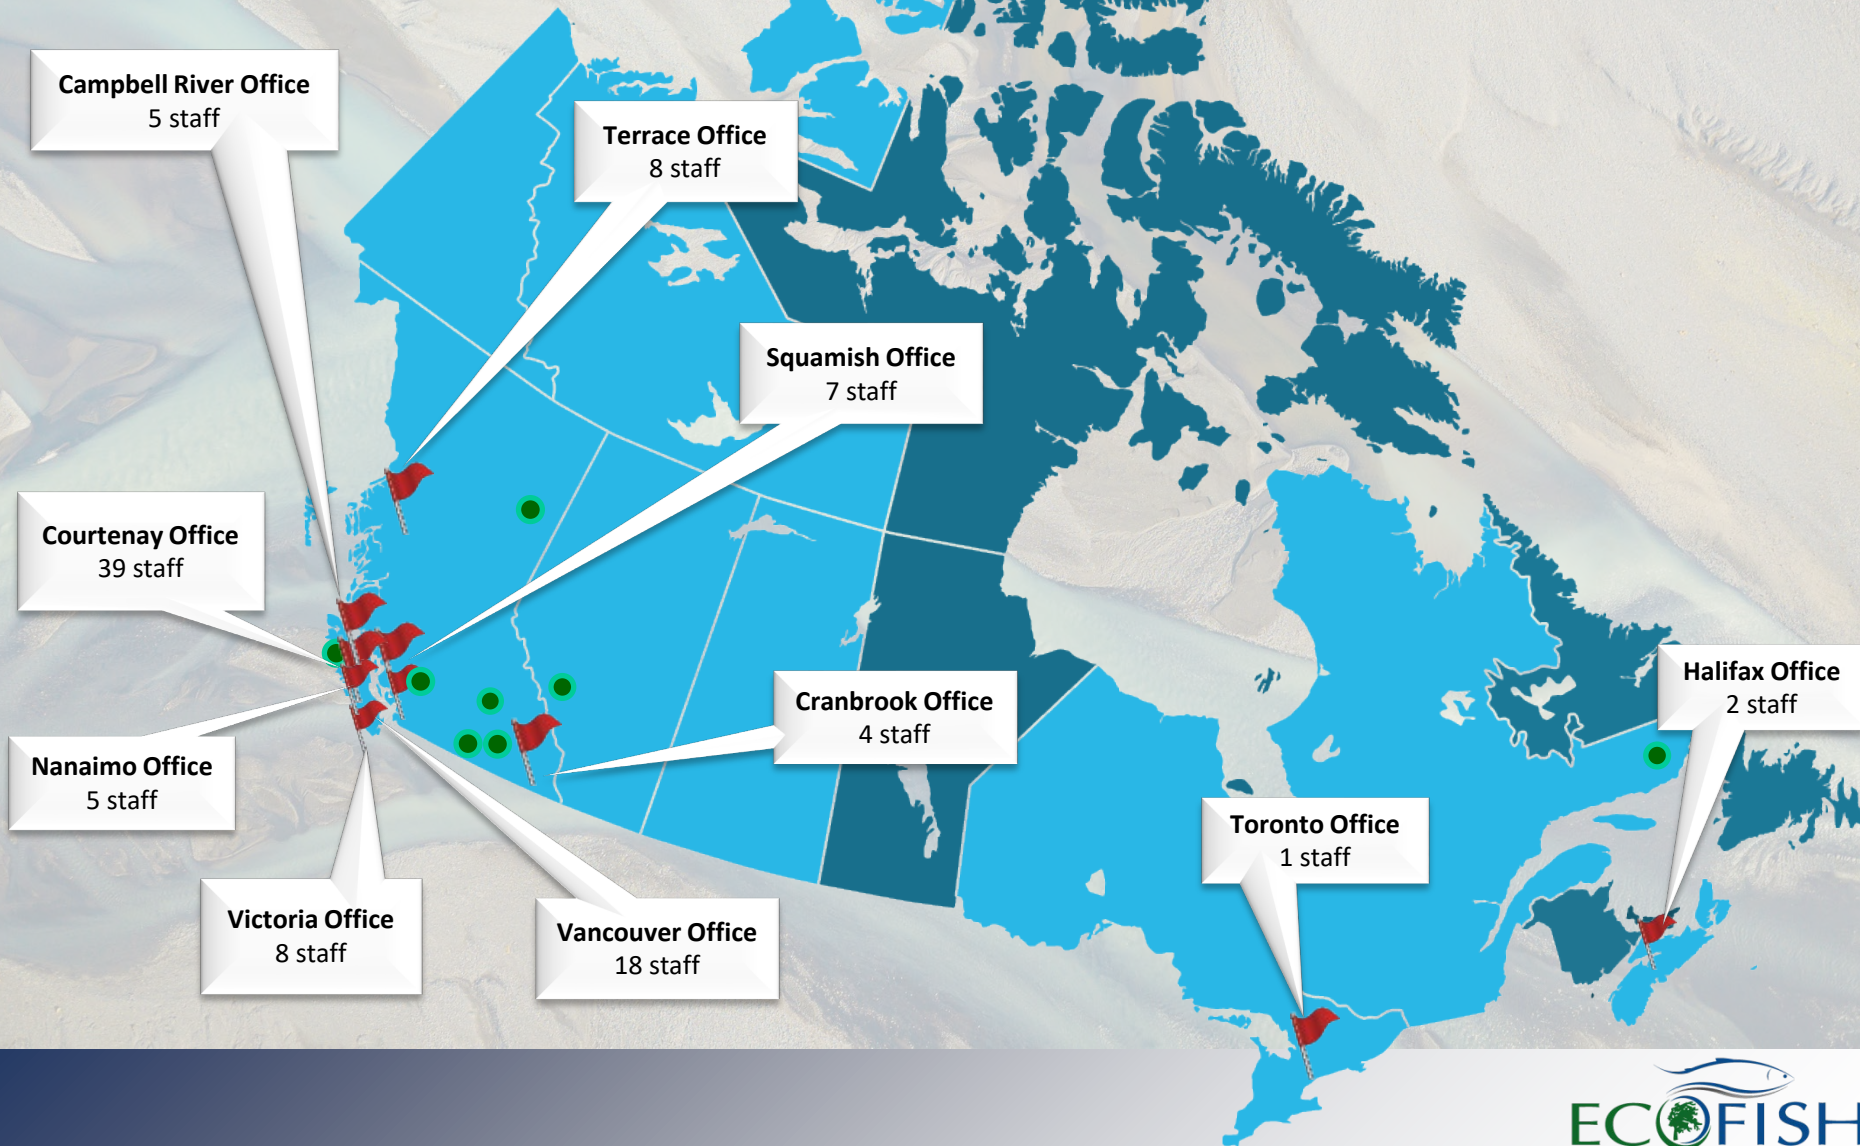 Campbell River Office
5 staff
Terrace Office
8 staff
Squamish Office
7 staff
Courtenay Office
39 staff
Halifax Office
2 staff
Cranbrook Office
4 staff
Nanaimo Office
5 staff
Toronto Office
1 staff
Victoria Office
8 staff
Vancouver Office
18 staff
ECOFISH